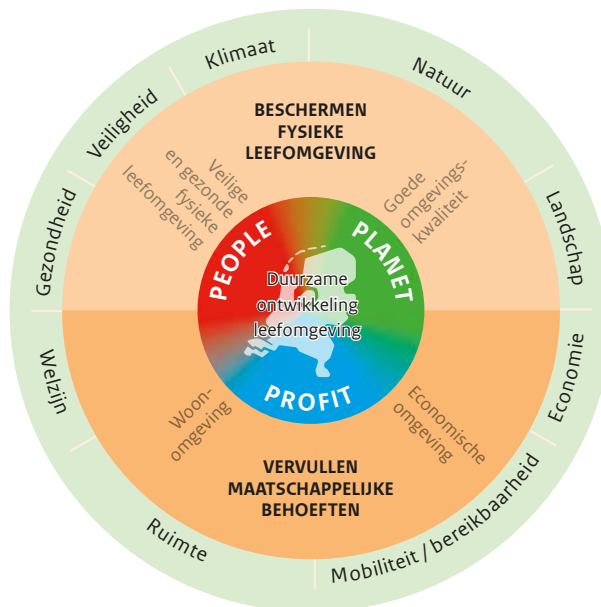 Klimaat
Natuur
Veiligheid
Gezondheid
Landschap
BESCHERMEN
FYSIEKE
LEEFOMGEVING
Veilige
en gezonde
fysieke
leefomgeving
Goede
omgevings-
kwaliteit
PEOPLE
PLANET
Duurzame
ontwikkeling
leefomgeving
PROFIT
Welzijn
Economie
Woon-
omgeving
Economische
omgeving
VERVULLEN
MAATSCHAPPELIJKE
BEHOEFTEN
Ruimte
Mobiliteit / bereikbaarheid